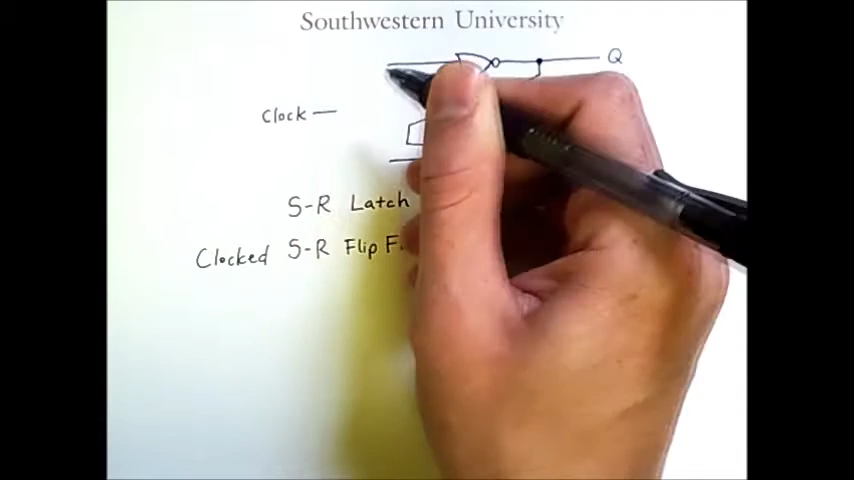 Southwestern University
Q
Clock
S-R Latch
Clocked S-R Flip F